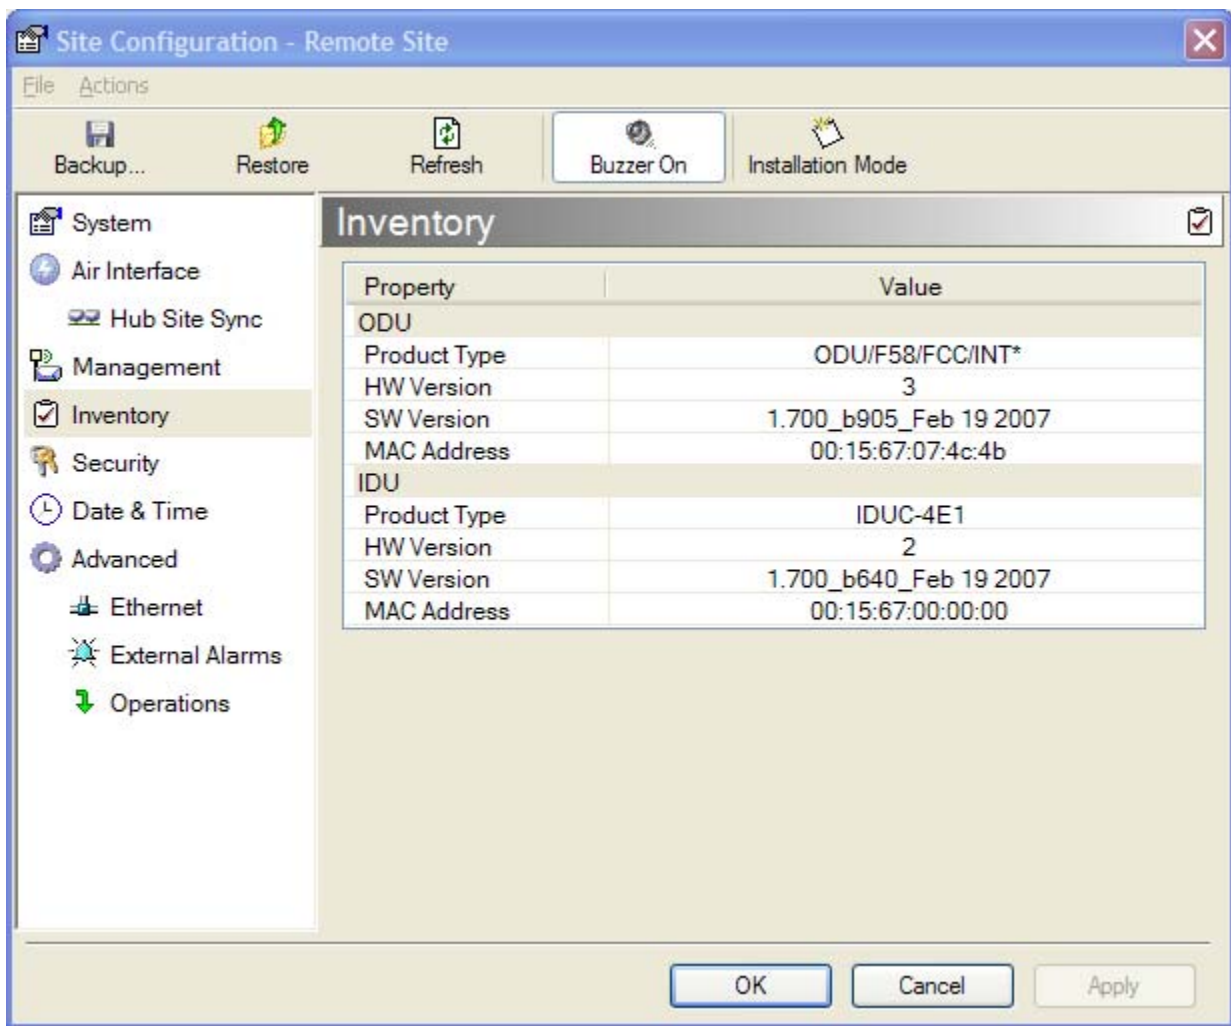 Site Configuration - Remote Site
File Actions
Backup... Restore Refresh Buzzer On Installation Mode
System
Air Interface
Hub Site Sync
Management
Inventory
Security
Date & Time
Advanced
Ethernet
External Alarms
Operations
Inventory
Property Value
ODU
Product Type ODU/F58/FCC/INT*
HW Version 3
SW Version 1.700_b905_Feb 19 2007
MAC Address 00:15:67:07:4c:4b
IDU
Product Type IDUC-4E1
HW Version 2
SW Version 1.700_b640_Feb 19 2007
MAC Address 00:15:67:00:00:00
OK Cancel Apply